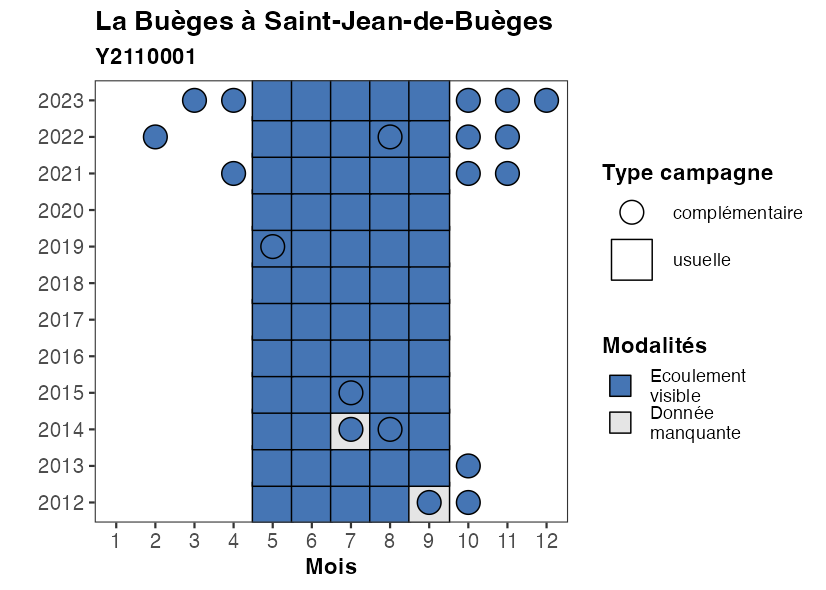 La Buèges à Saint-Jean-de-Buèges
Y2110001
2023
2022
2021
2020
2019
2018
2017
2016
2015
2014
2013
2012
1 2 3 4 5 6 7 8 9 10 11 12
Mois
Type campagne
complémentaire
usuelle
Modalités
Ecoulement
visible
Donnée
manquante